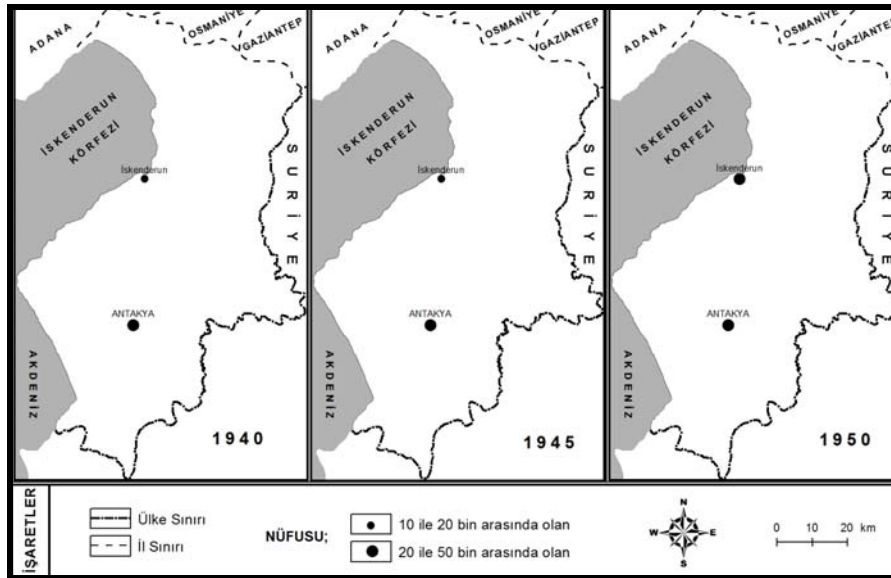 ADANA
OSMANİYE
GAZİANTEP
İSKENDERUN
KÖRFEZİ
İskenderun
SURİYE
ANTAKYA
AKDENİZ
1940
ADANA
OSMANİYE
GAZİANTEP
İSKENDERUN
KÖRFEZİ
İskenderun
SURİYE
ANTAKYA
AKDENİZ
1945
ADANA
OSMANİYE
GAZİANTEP
İSKENDERUN
KÖRFEZİ
İskenderun
SURİYE
ANTAKYA
AKDENİZ
1950
İŞARETLER
Ülke Sınırı
İl Sınırı
NÜFUSU;
10 ile 20 bin arasında olan
20 ile 50 bin arasında olan
N
W E
S
0 10 20 km